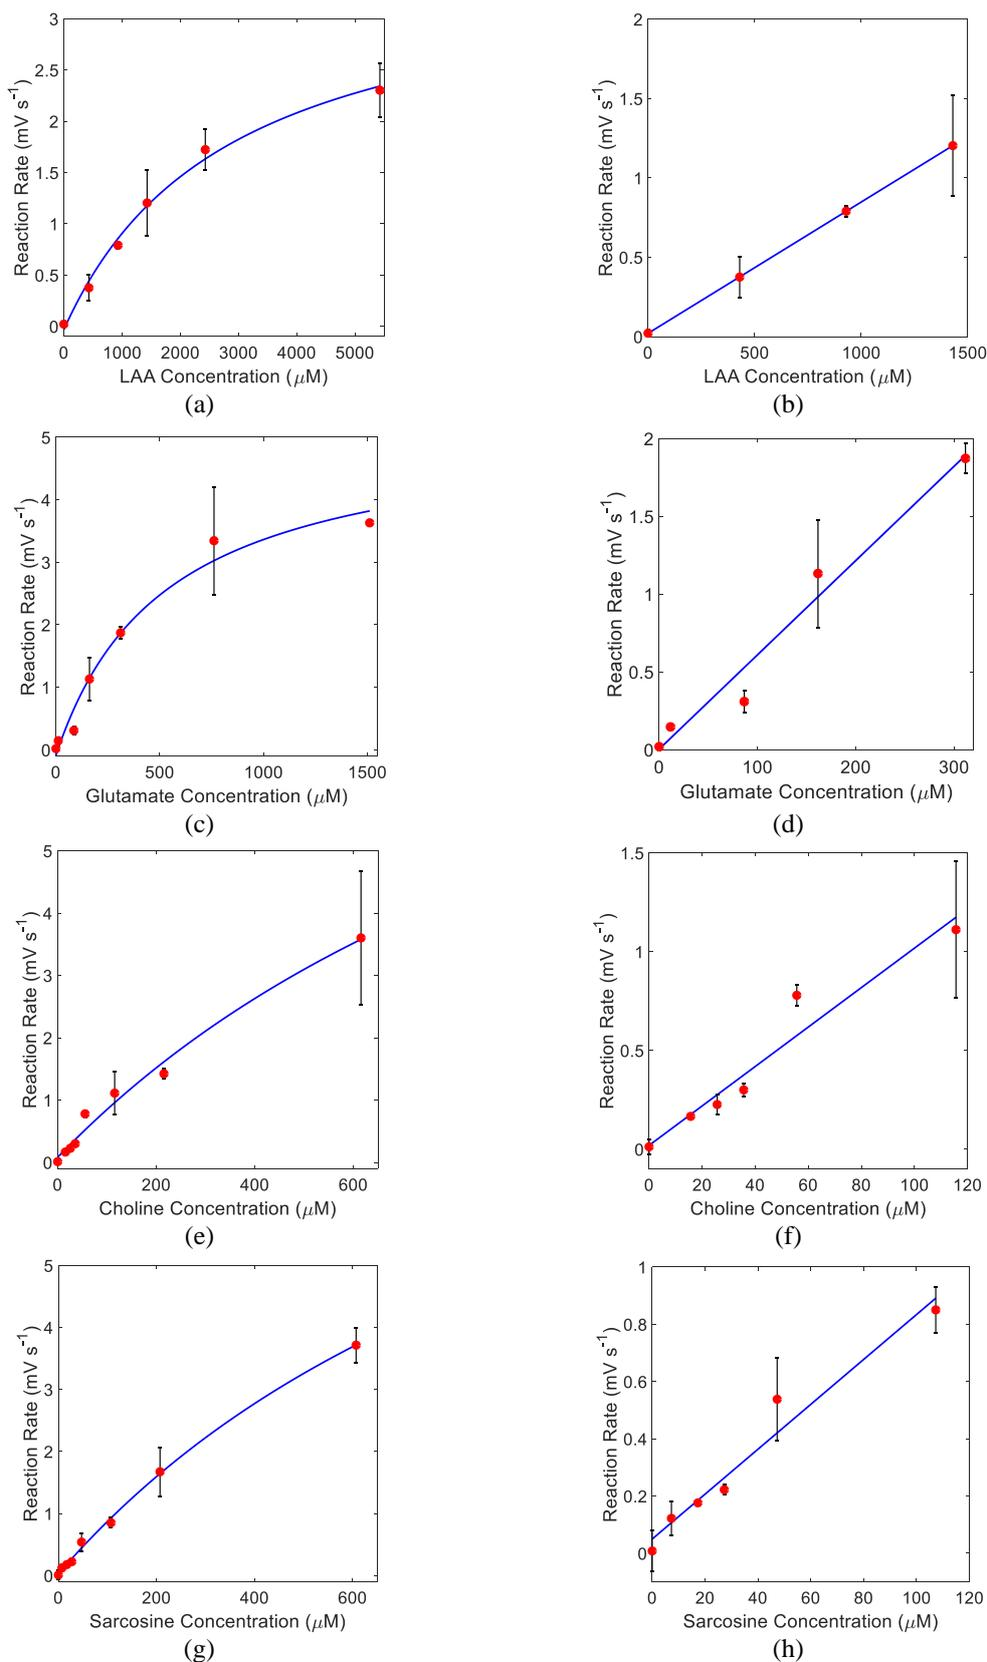 3
2.5
2
1.5
1
0.5
0
Reaction Rate (mV s⁻¹)
0 1000 2000 3000 4000 5000
LAA Concentration (μM)
(a)
2
1.5
1
0.5
0
Reaction Rate (mV s⁻¹)
0 500 1000 1500
LAA Concentration (μM)
(b)
5
4
3
2
1
0
Reaction Rate (mV s⁻¹)
0 500 1000 1500
Glutamate Concentration (μM)
(c)
2
1.5
1
0.5
0
Reaction Rate (mV s⁻¹)
0 100 200 300
Glutamate Concentration (μM)
(d)
5
4
3
2
1
0
Reaction Rate (mV s⁻¹)
0 200 400 600
Choline Concentration (μM)
(e)
1.5
1
0.5
0
Reaction Rate (mV s⁻¹)
0 20 40 60 80 100 120
Choline Concentration (μM)
(f)
5
4
3
2
1
0
Reaction Rate (mV s⁻¹)
0 200 400 600
Sarcosine Concentration (μM)
(g)
1
0.8
0.6
0.4
0.2
0
Reaction Rate (mV s⁻¹)
0 20 40 60 80 100 120
Sarcosine Concentration (μM)
(h)